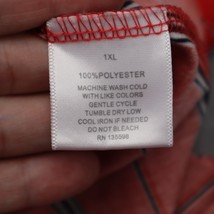 1XL
100%POLYESTER
MACHINE WASH COLD
WITH LIKE COLORS
GENTLE CYCLE
TUMBLE DRY LOW
COOL IRON IF NEEDED
DO NOT BLEACH
RN 135998